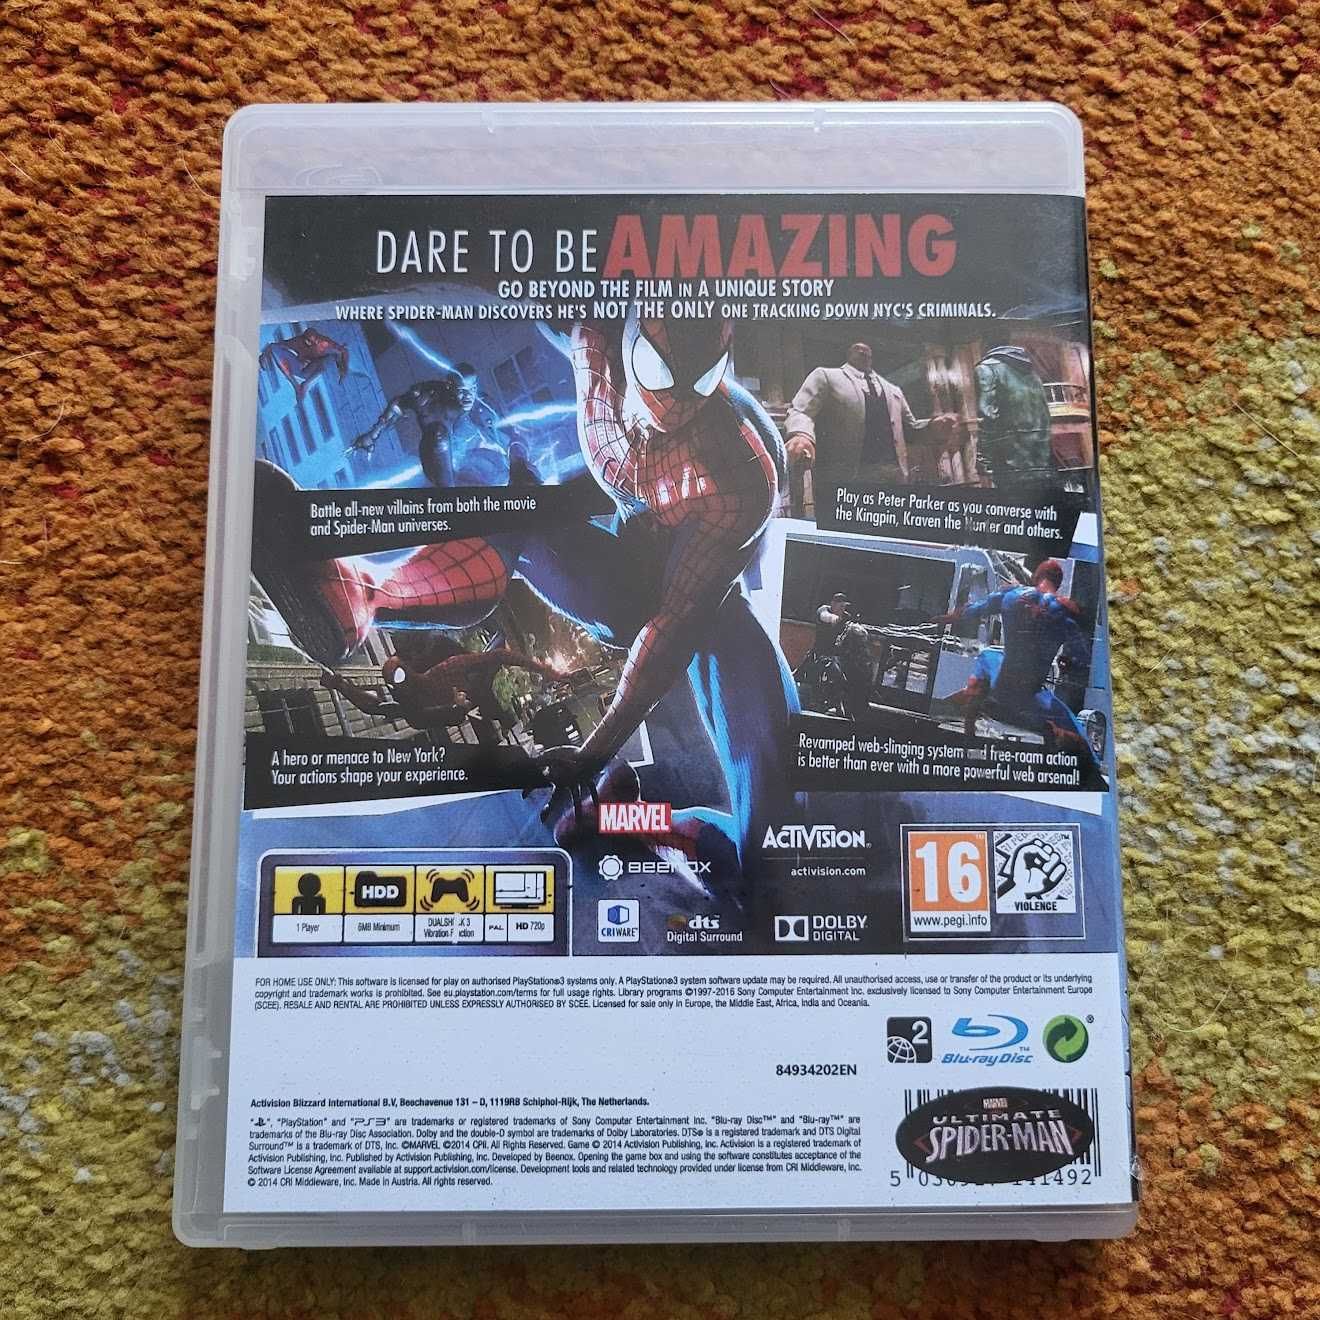 DARE TO BE AMAZING
GO BEYOND THE FILM IN A UNIQUE STORY
WHERE SPIDER-MAN DISCOVERS HE'S NOT THE ONLY ONE TRACKING DOWN NYC'S CRIMINALS.
Battle all-new villains from both the movie
and Spider-Man universes.
Play as Peter Parker as you converse with
the Kingpin, Kraven the Hunter and others.
A hero or menace to New York?
Your actions shape your experience.
Revamped web-slinging system and free-roam action
is better than ever with a more powerful web arsenal!
MARVEL
BEENOX
ACTIVISION
activision.com
16
www.pegi.info
VIOLENCE
HDD
1 Player
6MB Minimum
DUALSHOCK 3
Vibration Function
PAL
HD 720p
CRIWARE
dts
Digital Surround
DOLBY
DIGITAL
FOR HOME USE ONLY: This software is licensed for play on authorised PlayStation®3 systems only. A PlayStation®3 system software update may be required. All unauthorised access, use or transfer of the product or its underlying
copyright and trademark works is prohibited. See eu.playstation.com/terms for full usage rights. Library programs ©1997-2016 Sony Computer Entertainment Inc. exclusively licensed to Sony Computer Entertainment Europe
(SCEE). RESALE AND RENTAL ARE PROHIBITED UNLESS EXPRESSLY AUTHORISED BY SCEE. Licensed for sale only in Europe, the Middle East, Africa, India and Oceania.
2
Blu-ray Disc™
84934202EN
Activision Blizzard International B.V, Beechavenue 131 – D, 1119RB Schiphol-Rijk, The Netherlands.
"PlayStation" and "PS3" are trademarks or registered trademarks of Sony Computer Entertainment Inc. "Blu-ray Disc™" and "Blu-ray™" are
trademarks of the Blu-ray Disc Association. Dolby and the double-D symbol are trademarks of Dolby Laboratories. DTS® is a registered trademark and DTS Digital
Surround™ is a trademark of DTS, Inc. ©MARVEL ©2014 CPII. All Rights Reserved. Game © 2014 Activision Publishing, Inc. Activision is a registered trademark of
Activision Publishing, Inc. Published by Activision Publishing, Inc. Developed by Beenox. Opening the game box and using the software constitutes acceptance of the
Software License Agreement available at support.activision.com/license. Development tools and related technology provided under license from CRI Middleware, Inc.
© 2014 CRI Middleware, Inc. Made in Austria. All rights reserved.
MARVEL
ULTIMATE
SPIDER-MAN
5
141492